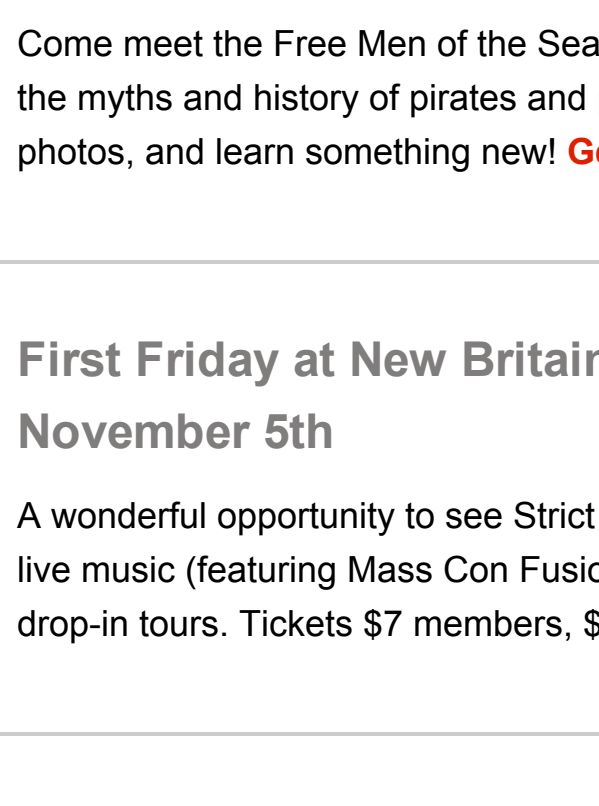 Come meet the Free Men of the Sea
the myths and history of pirates and
photos, and learn something new!
First Friday at New Britain
November 5th
A wonderful opportunity to see Strict
live music (featuring Mass Con Fusio
drop-in tours. Tickets $7 members, $